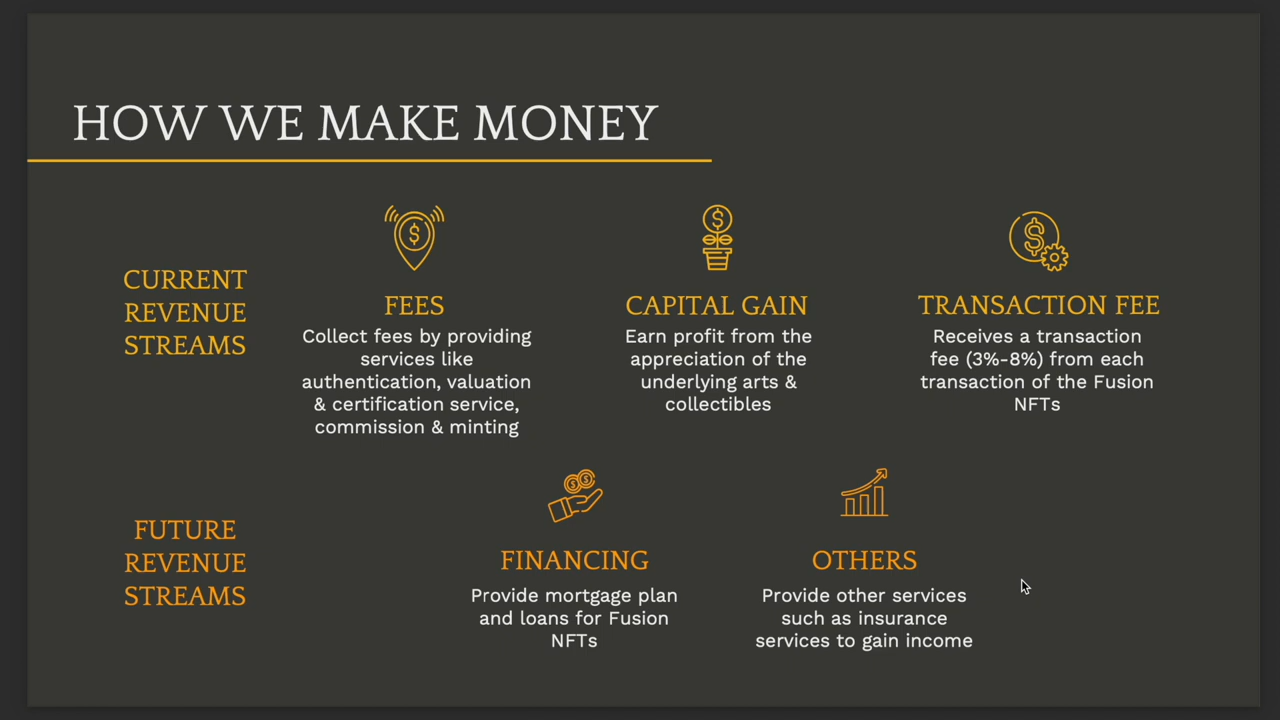 HOW WE MAKE MONEY
CURRENT
REVENUE
STREAMS
FEES
Collect fees by providing
services like
authentication, valuation
& certification service,
commission & minting
CAPITAL GAIN
Earn profit from the
appreciation of the
underlying arts &
collectibles
TRANSACTION FEE
Receives a transaction
fee (3%-8%) from each
transaction of the Fusion
NFTs
FUTURE
REVENUE
STREAMS
FINANCING
Provide mortgage plan
and loans for Fusion
NFTs
OTHERS
Provide other services
such as insurance
services to gain income